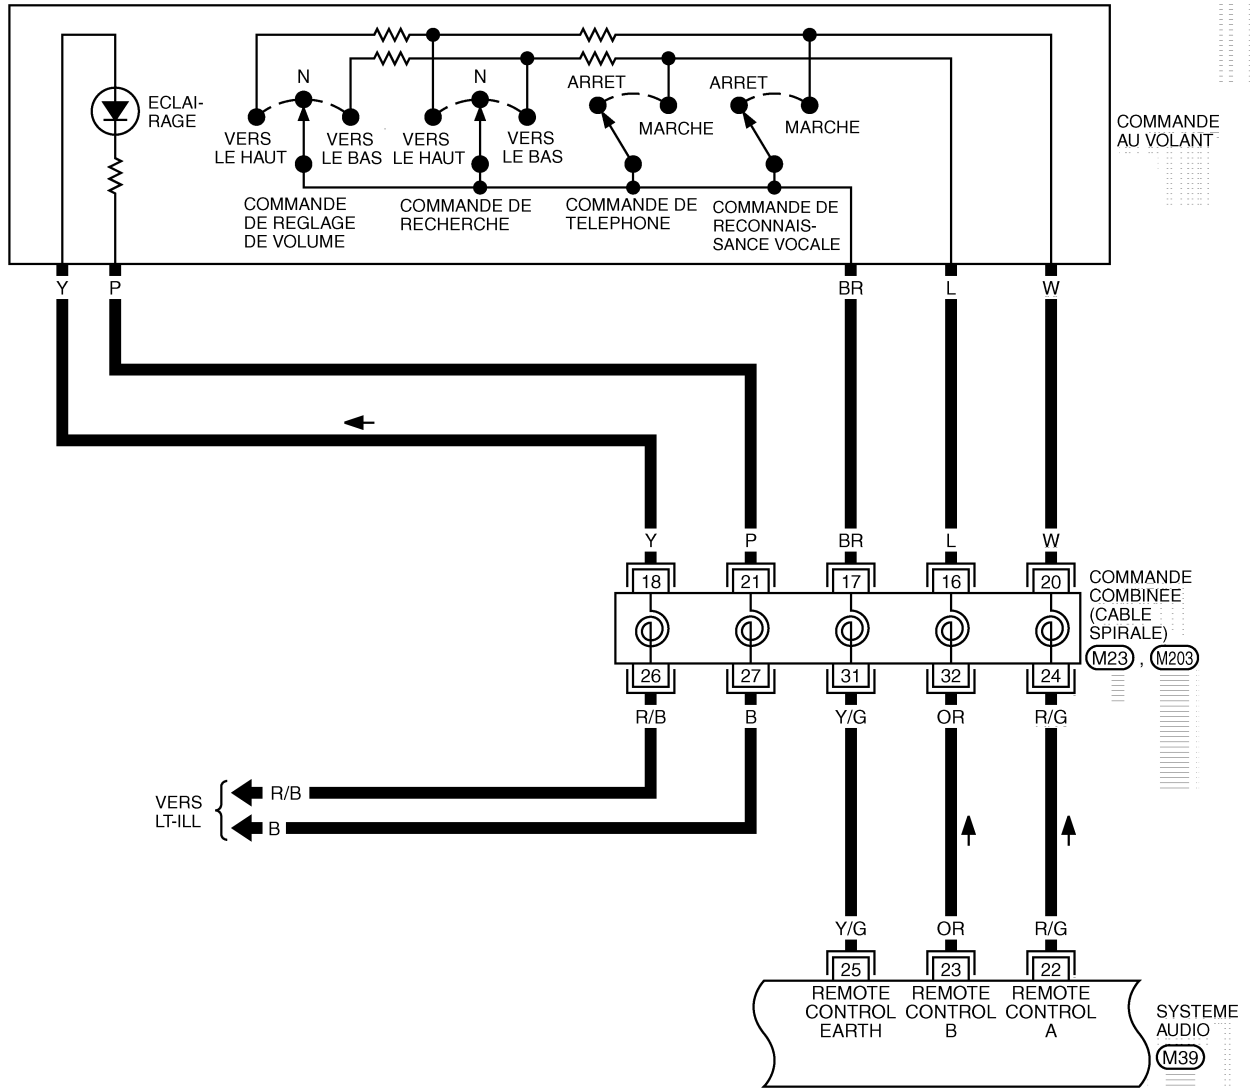 ECLAI-
RAGE
N
VERS
LE HAUT
VERS
LE BAS
COMMANDE
DE REGLAGE
DE VOLUME
N
VERS
LE HAUT
VERS
LE BAS
COMMANDE DE
RECHERCHE
ARRET
MARCHE
COMMANDE DE
TELEPHONE
ARRET
MARCHE
COMMANDE DE
RECONNAIS-
SANCE VOCALE
COMMANDE
AU VOLANT
Y P BR L W
Y P BR L W
18 21 17 16 20
COMMANDE
COMBINEE
(CABLE
SPIRALE)
M23 , M203
26 27 31 32 24
R/B B Y/G OR R/G
VERS
LT-ILL
R/B
B
Y/G OR R/G
25 23 22
REMOTE
CONTROL
EARTH
REMOTE
CONTROL
B
REMOTE
CONTROL
A
SYSTEME
AUDIO
M39